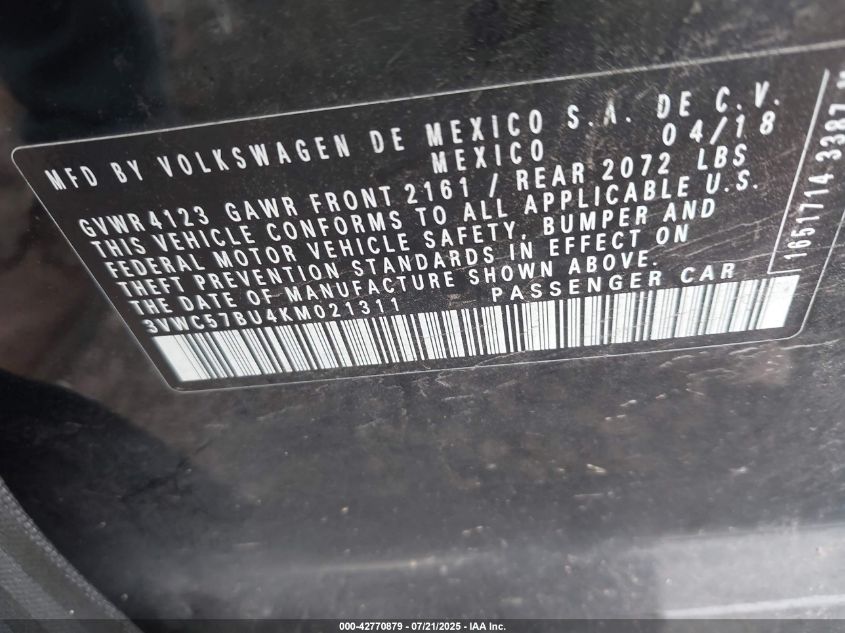 MFD BY VOLKSWAGEN DE MEXICO S.A. DE C.V.
MEXICO 04/18
GVWR4123 GAWR FRONT 2161 / REAR 2072 LBS
THIS VEHICLE CONFORMS TO ALL APPLICABLE U.S.
FEDERAL MOTOR VEHICLE SAFETY, BUMPER AND
THEFT PREVENTION STANDARDS IN EFFECT ON
THE DATE OF MANUFACTURE SHOWN ABOVE.
3VWC57BU4KM021311 PASSENGER CAR
1651714 3387
000-42770879 / 07/21/2025 / IAA Inc.